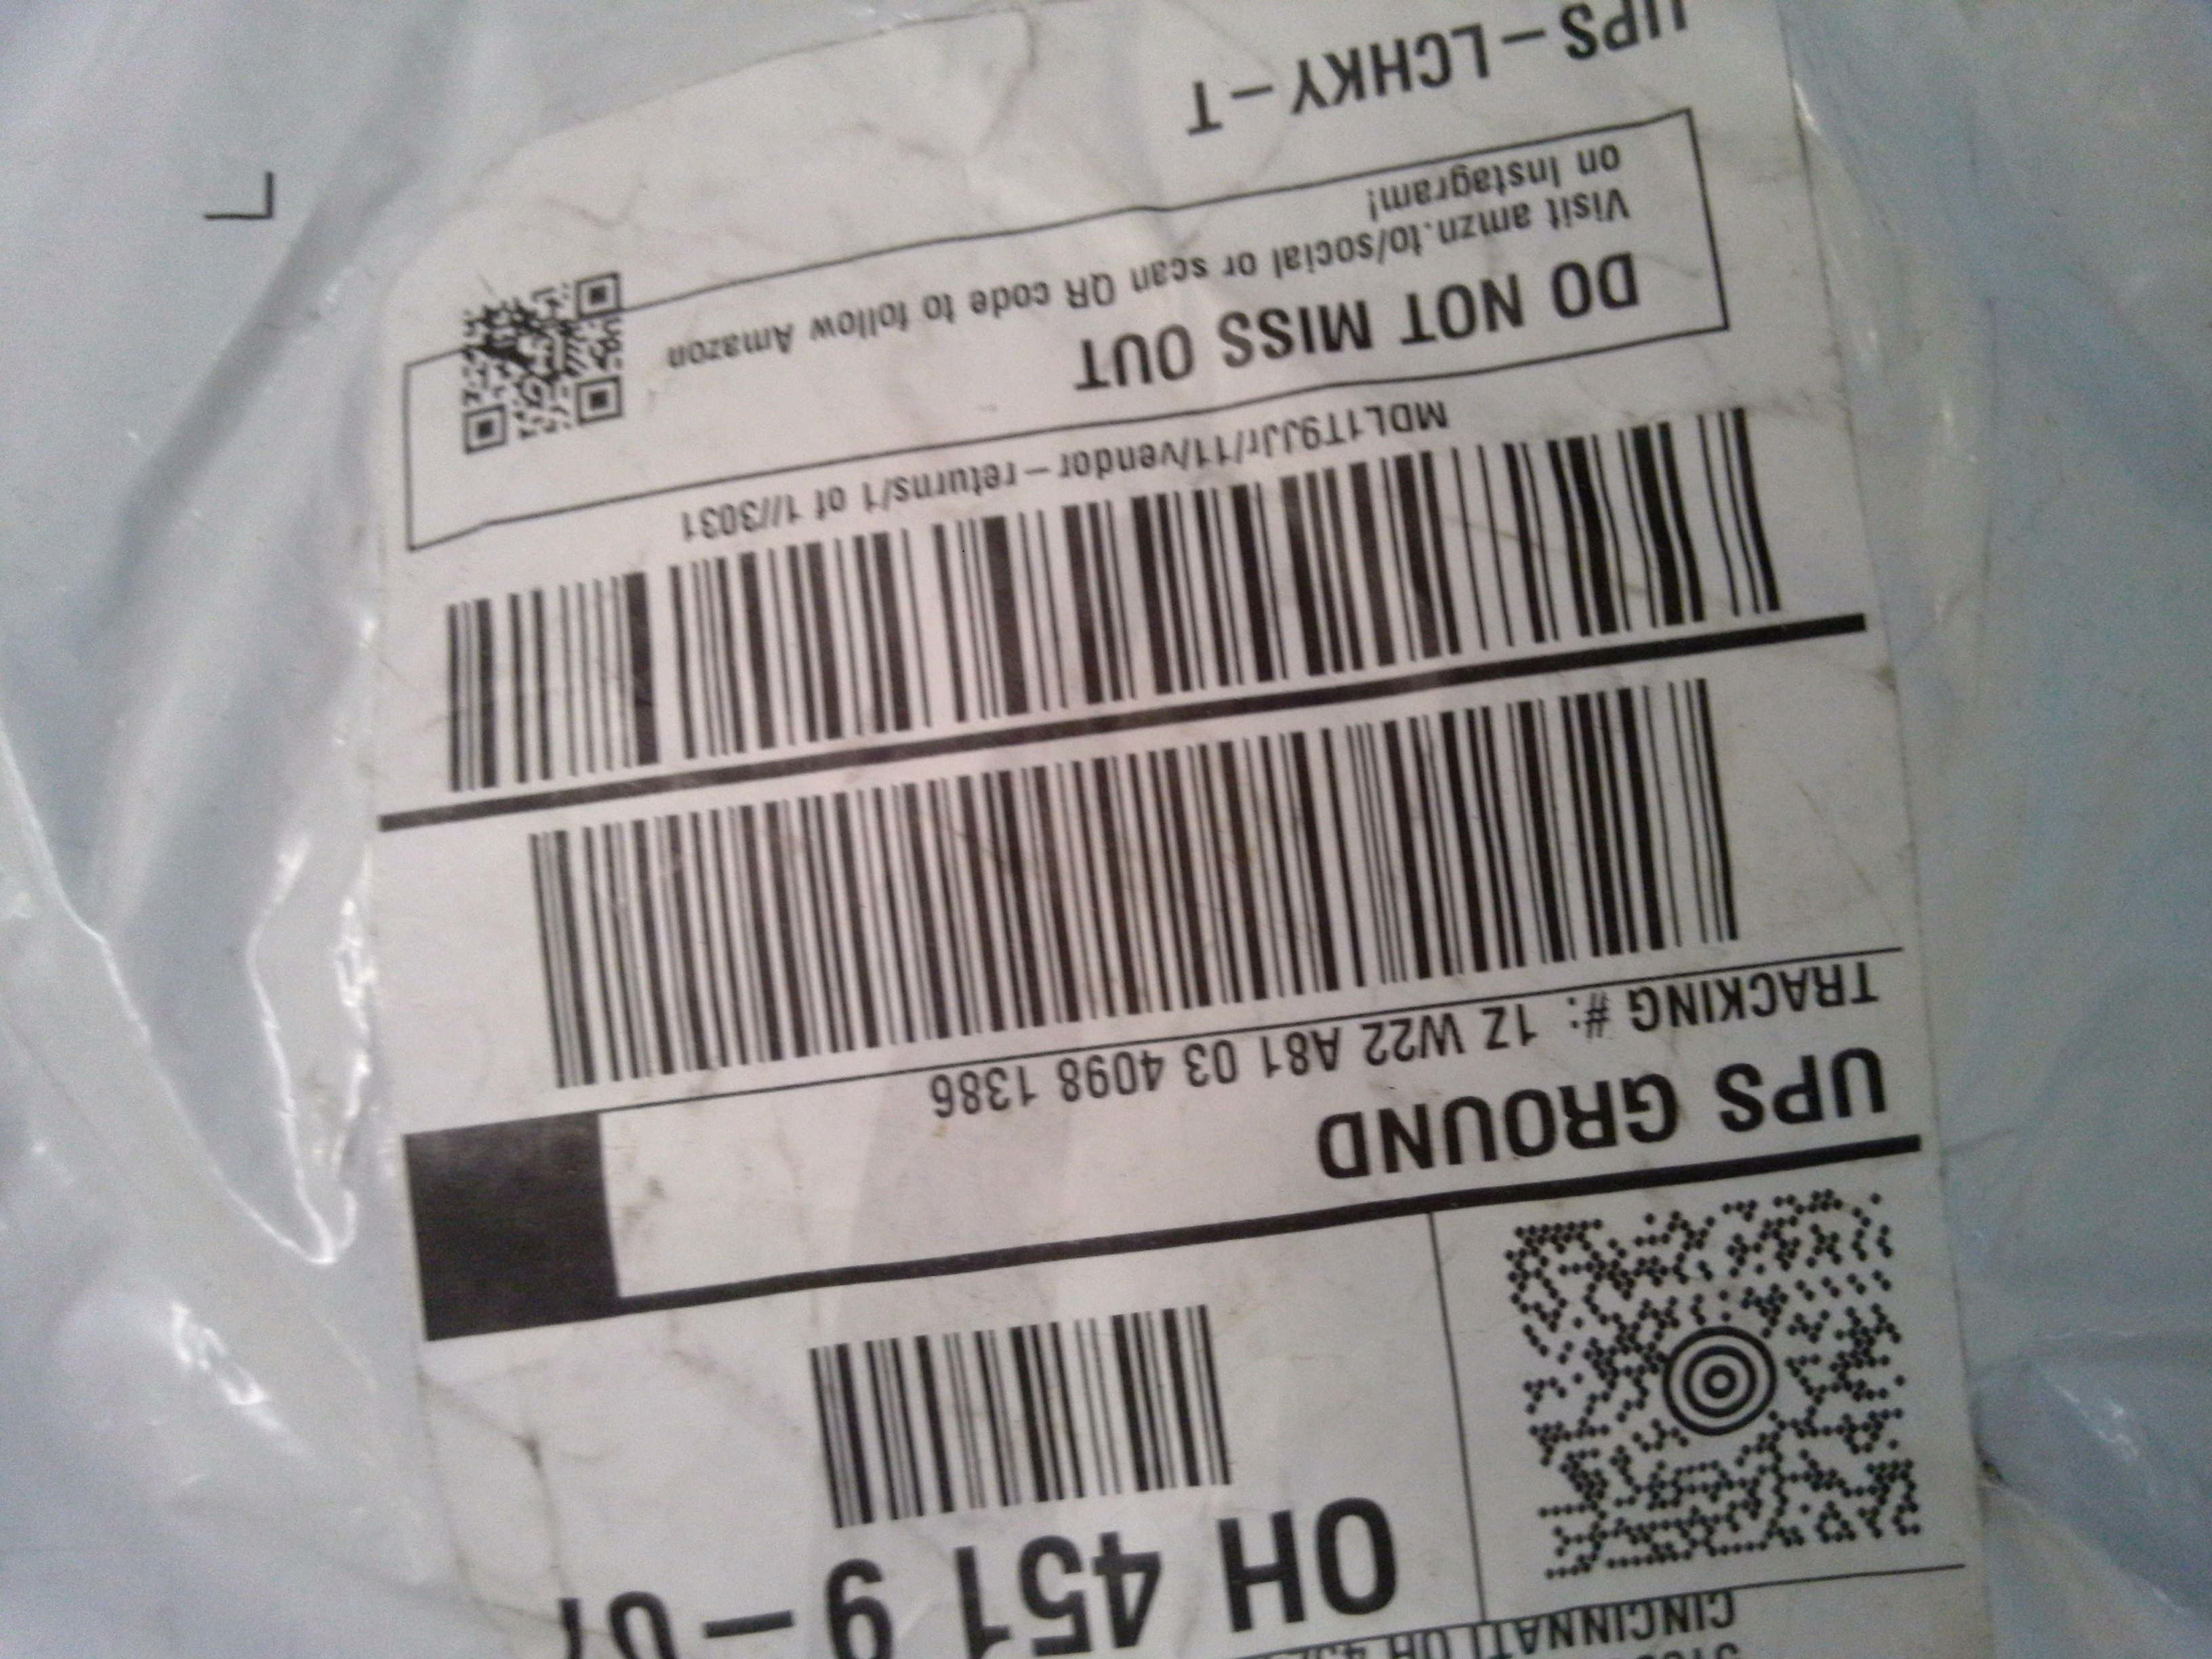 CINCINNATI OH
OH 451 9-07
UPS GROUND
TRACKING #: 1Z W22 A81 03 4098 1386
MDL1T9JJr/11/vendor-returns/1 of 1//3031
DO NOT MISS OUT
Visit amzn.to/social or scan QR code to follow Amazon
on Instagram!
UPS-LCHKY-T